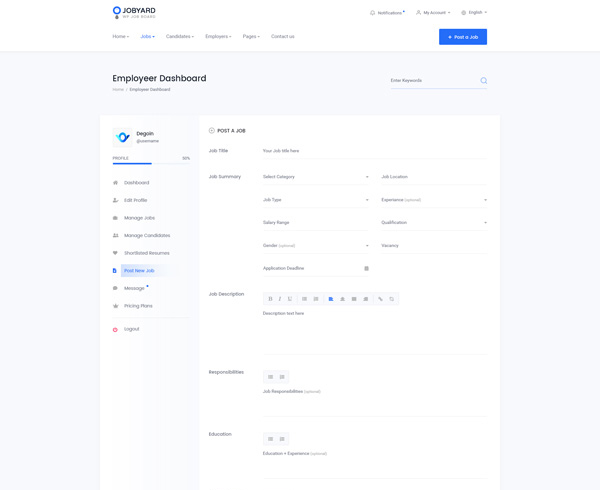 JOBYARD
WP JOB BOARD
Notifications
My Account
English
Home
Jobs
Candidates
Employers
Pages
Contact us
+ Post a Job
Employeer Dashboard
Home / Employeer Dashboard
Enter Keywords
Degoin
@username
PROFILE
Dashboard
Edit Profile
Manage Jobs
Manage Candidates
Shortlisted Resumes
Post New Job
Message
Pricing Plans
Logout
POST A JOB
Job Title
Your Job title here
Job Summary
Select Category
Job Location
Job Type
Experience (optional)
Salary Range
Qualification
Gender (optional)
Vacancy
Application Deadline
Job Description
B I U
Description text here
Responsibilities
Job Responsibilities (optional)
Education
Education + Experience (optional)